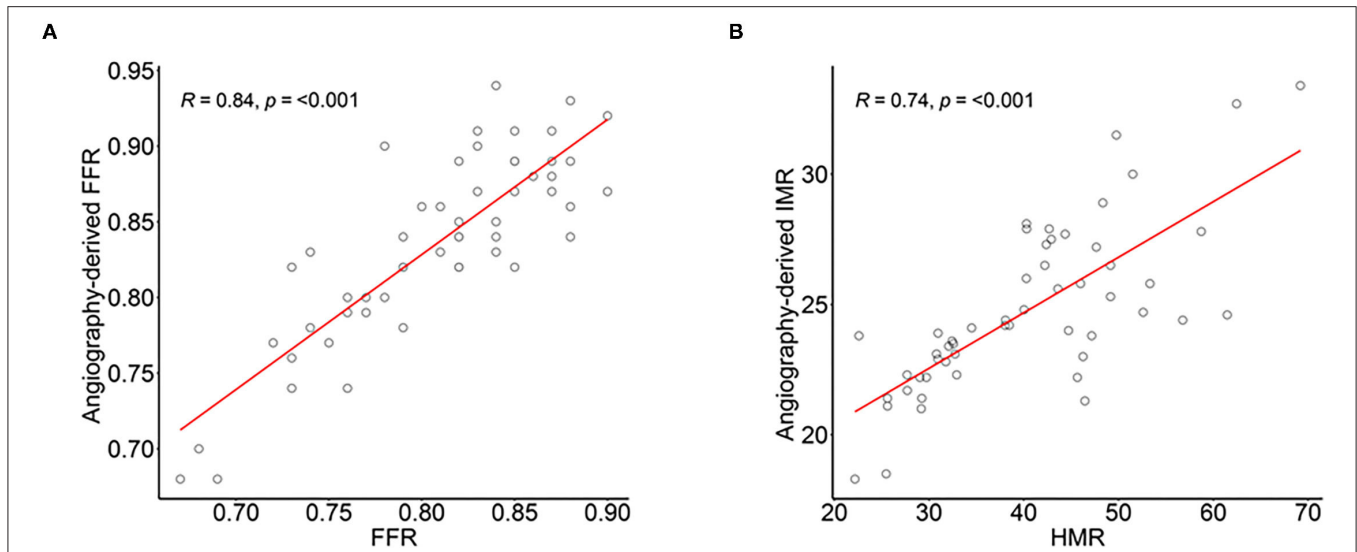 A
B
R = 0.84, p = <0.001
Angiography-derived FFR
0.95
0.90
0.85
0.80
0.75
0.70
0.70 0.75 0.80 0.85 0.90
FFR
R = 0.74, p = <0.001
Angiography-derived IMR
30
25
20
20 30 40 50 60 70
HMR